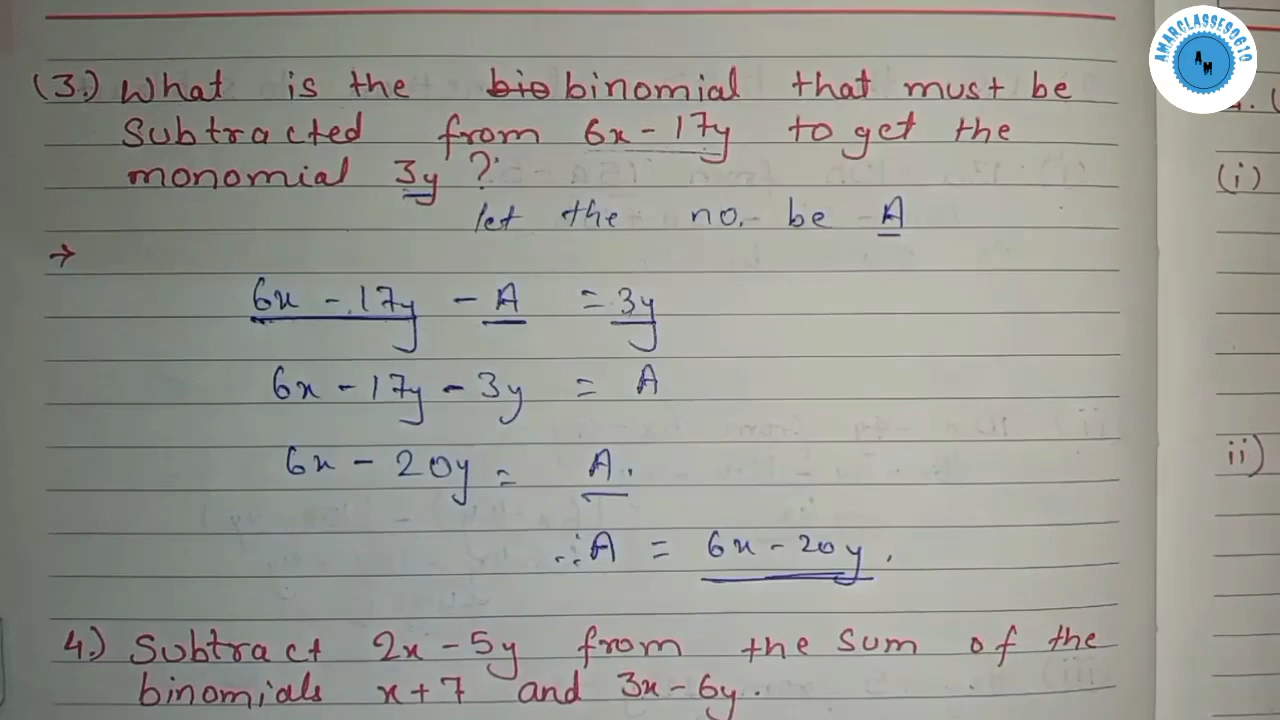 AMARCLASSES0610
AM
(3.) What is the bio binomial that must be
Subtracted from 6x - 17y to get the
monomial 3y ?
let the no. be A
→
6x - 17y - A = 3y
6x - 17y - 3y = A
6x - 20y = A.
∴ A = 6x - 20y.
4.) Subtract 2x - 5y from the sum of the
binomials x + 7 and 3x - 6y.
(i)
ii)